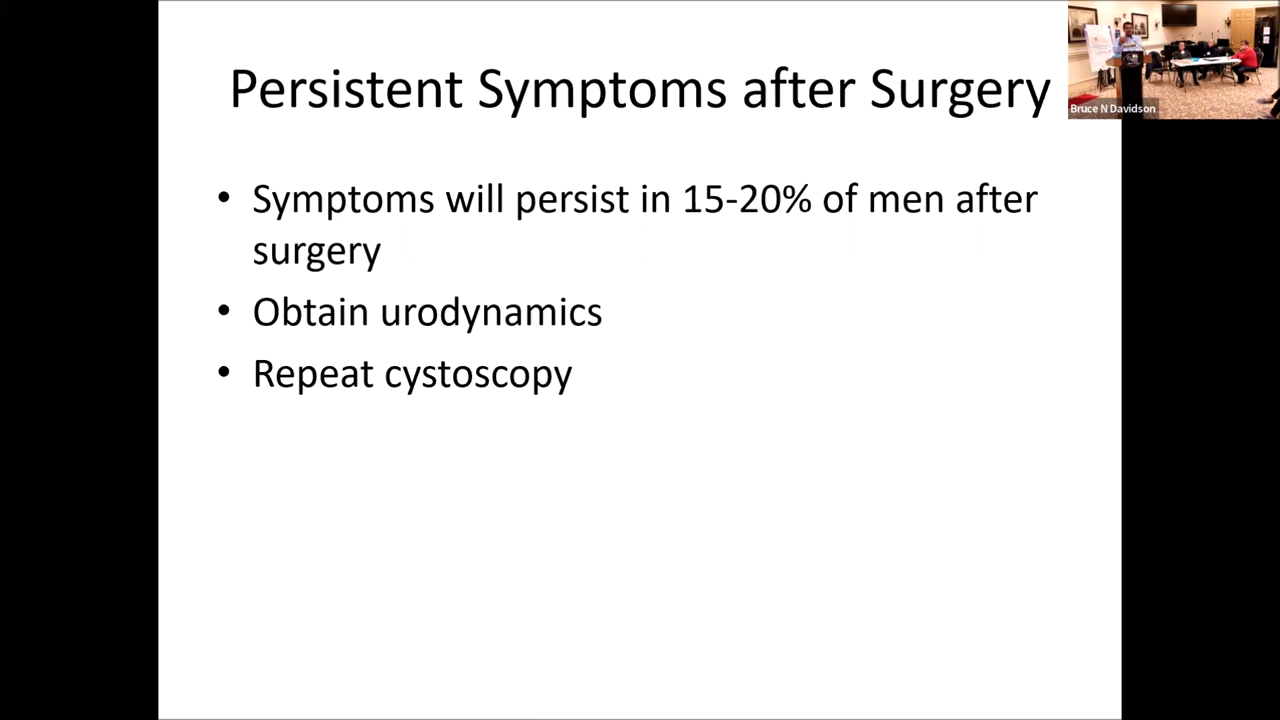 Persistent Symptoms after Surgery
Bruce N Davidson
• Symptoms will persist in 15-20% of men after
surgery
• Obtain urodynamics
• Repeat cystoscopy